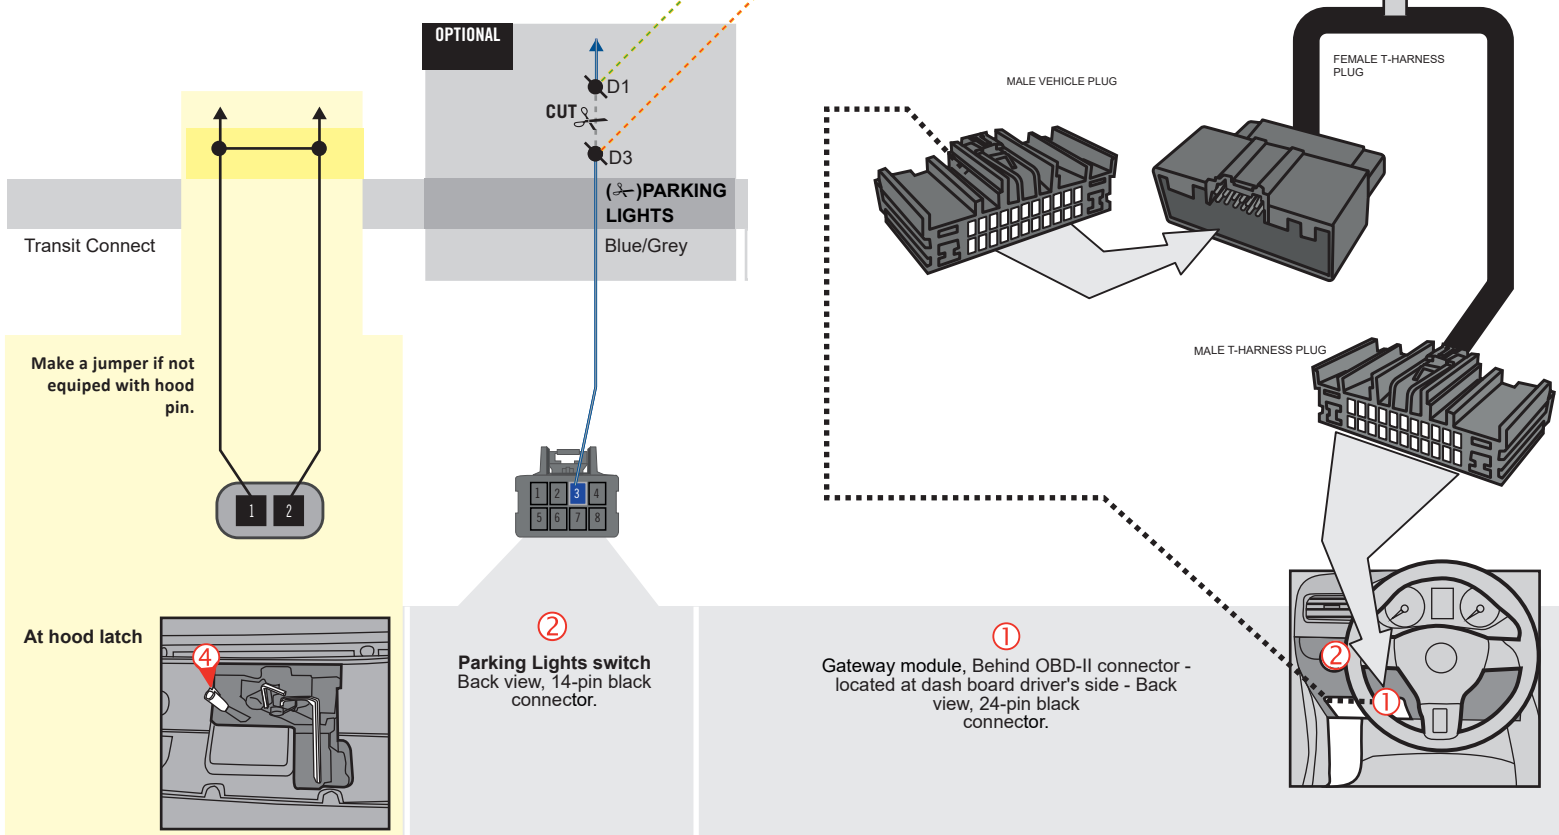 OPTIONAL
D1
CUT
D3
( )PARKING
LIGHTS
Blue/Grey
Transit Connect
Make a jumper if not
equiped with hood
pin.
1 2
1 2 3 4
5 6 7 8
At hood latch
4
2
Parking Lights switch
Back view, 14-pin black
connector.
MALE VEHICLE PLUG
FEMALE T-HARNESS
PLUG
MALE T-HARNESS PLUG
1
Gateway module, Behind OBD-II connector -
located at dash board driver's side - Back
view, 24-pin black
connector.
2
1